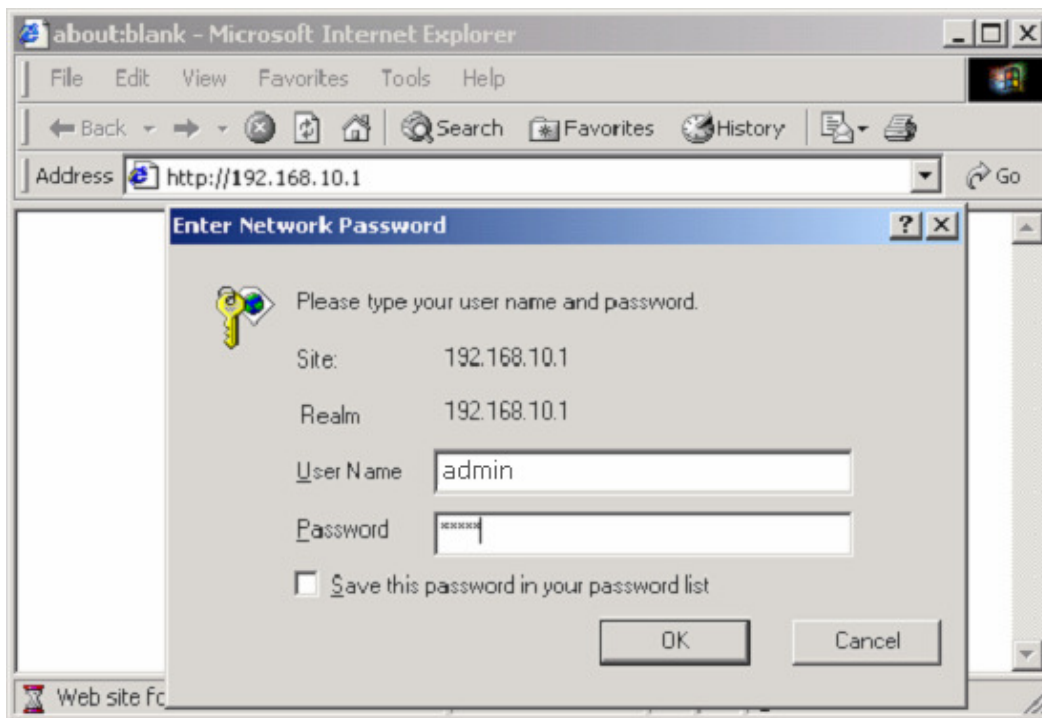 about:blank - Microsoft Internet Explorer
File Edit View Favorites Tools Help
Back Search Favorites History
Address http://192.168.10.1 Go
Enter Network Password
Please type your user name and password.
Site: 192.168.10.1
Realm 192.168.10.1
User Name admin
Password *****
Save this password in your password list
OK Cancel
Web site